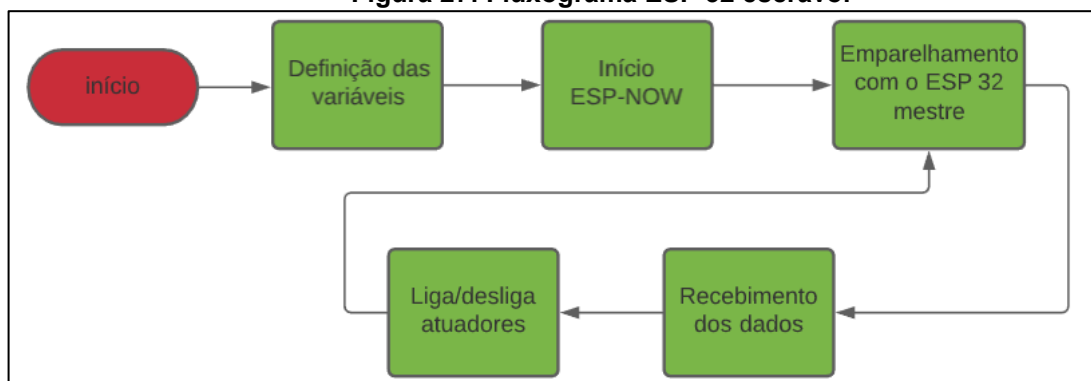 início
Definição das
variáveis
Início
ESP-NOW
Emparelhamento
com o ESP 32
mestre
Liga/desliga
atuadores
Recebimento
dos dados